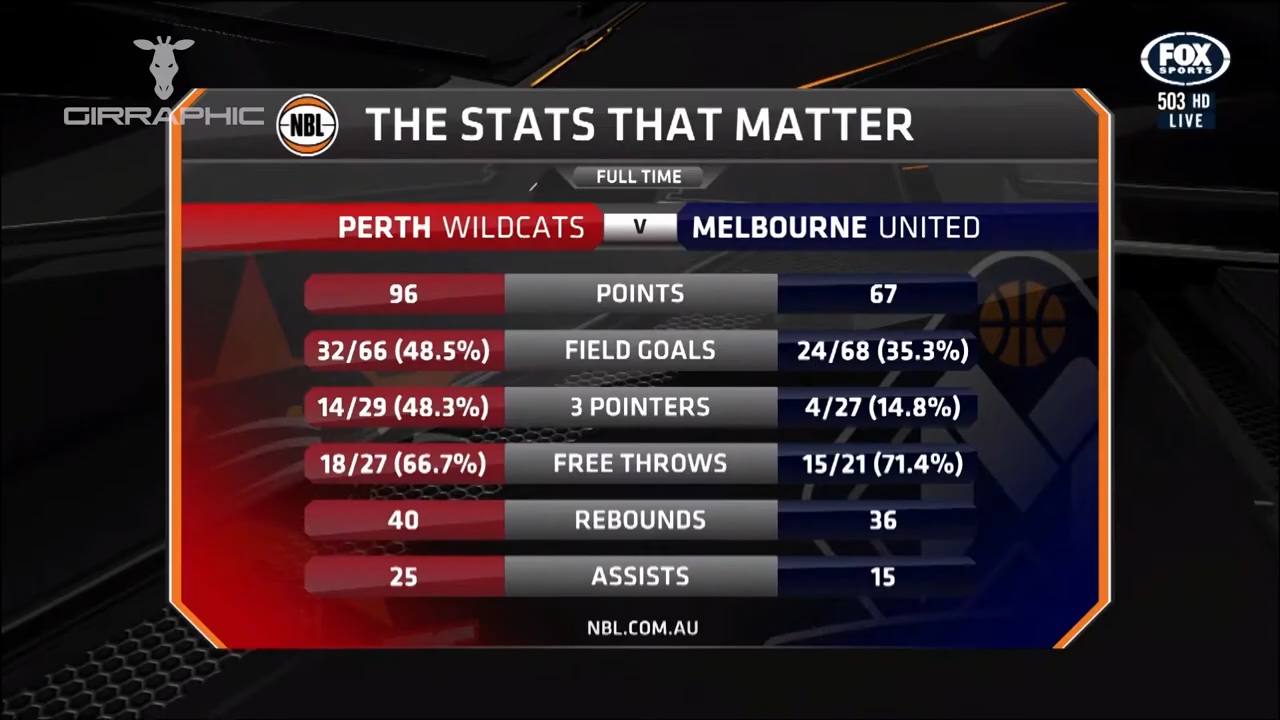 GIRRAPHIC
FOX
SPORTS
503 HD
LIVE
NBL
THE STATS THAT MATTER
FULL TIME
PERTH WILDCATS V MELBOURNE UNITED
96 POINTS 67
32/66 (48.5%) FIELD GOALS 24/68 (35.3%)
14/29 (48.3%) 3 POINTERS 4/27 (14.8%)
18/27 (66.7%) FREE THROWS 15/21 (71.4%)
40 REBOUNDS 36
25 ASSISTS 15
NBL.COM.AU